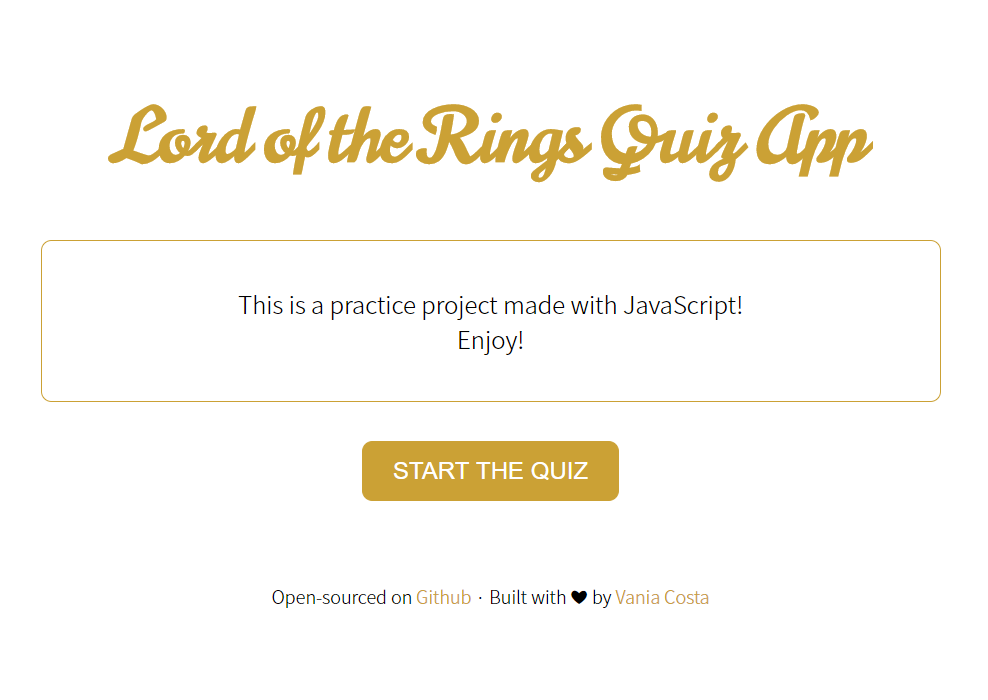 Lord of the Rings Quiz App
This is a practice project made with JavaScript!
Enjoy!
START THE QUIZ
Open-sourced on Github · Built with ♥ by Vania Costa